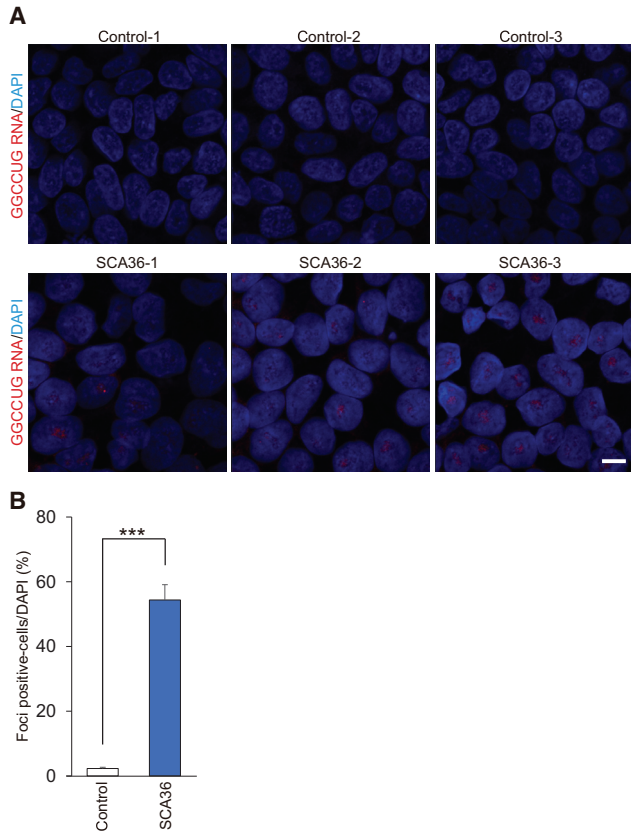 A
Control-1 Control-2 Control-3
GGCCUG RNA/DAPI
SCA36-1 SCA36-2 SCA36-3
GGCCUG RNA/DAPI
B
Foci positive-cells/DAPI (%)
80
60
40
20
0
***
Control SCA36